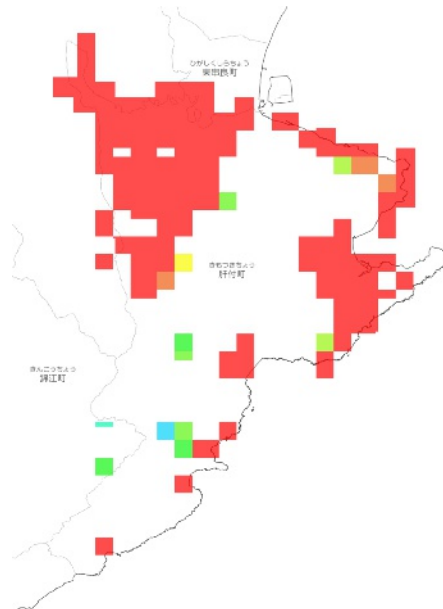 ひがしくしらちょう
東串良町
きもつきちょう
肝付町
きんこうちょう
錦江町